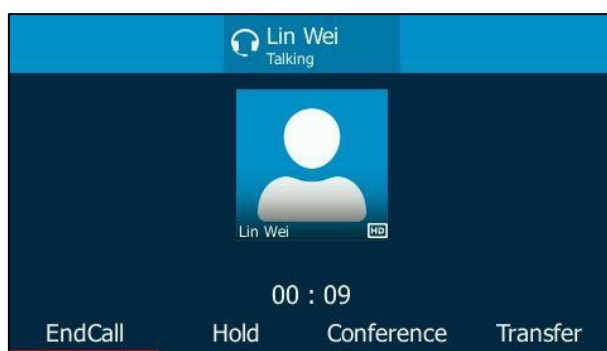 Lin Wei
Talking
Lin Wei HD
00 : 09
EndCall Hold Conference Transfer